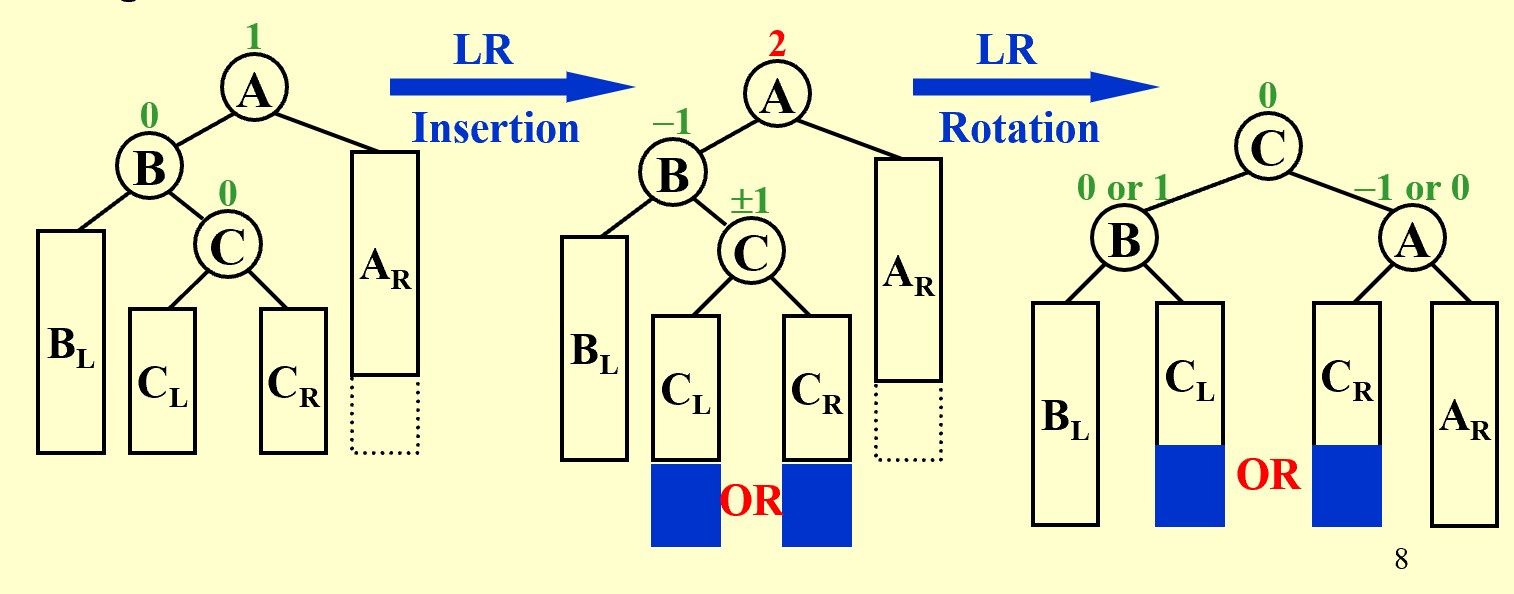 1
A
0
B
0
C
B_L
C_L
C_R
A_R
LR
Insertion
2
A
−1
B
±1
C
B_L
C_L
C_R
A_R
OR
LR
Rotation
0
C
0 or 1
B
−1 or 0
A
B_L
C_L
C_R
A_R
OR
8